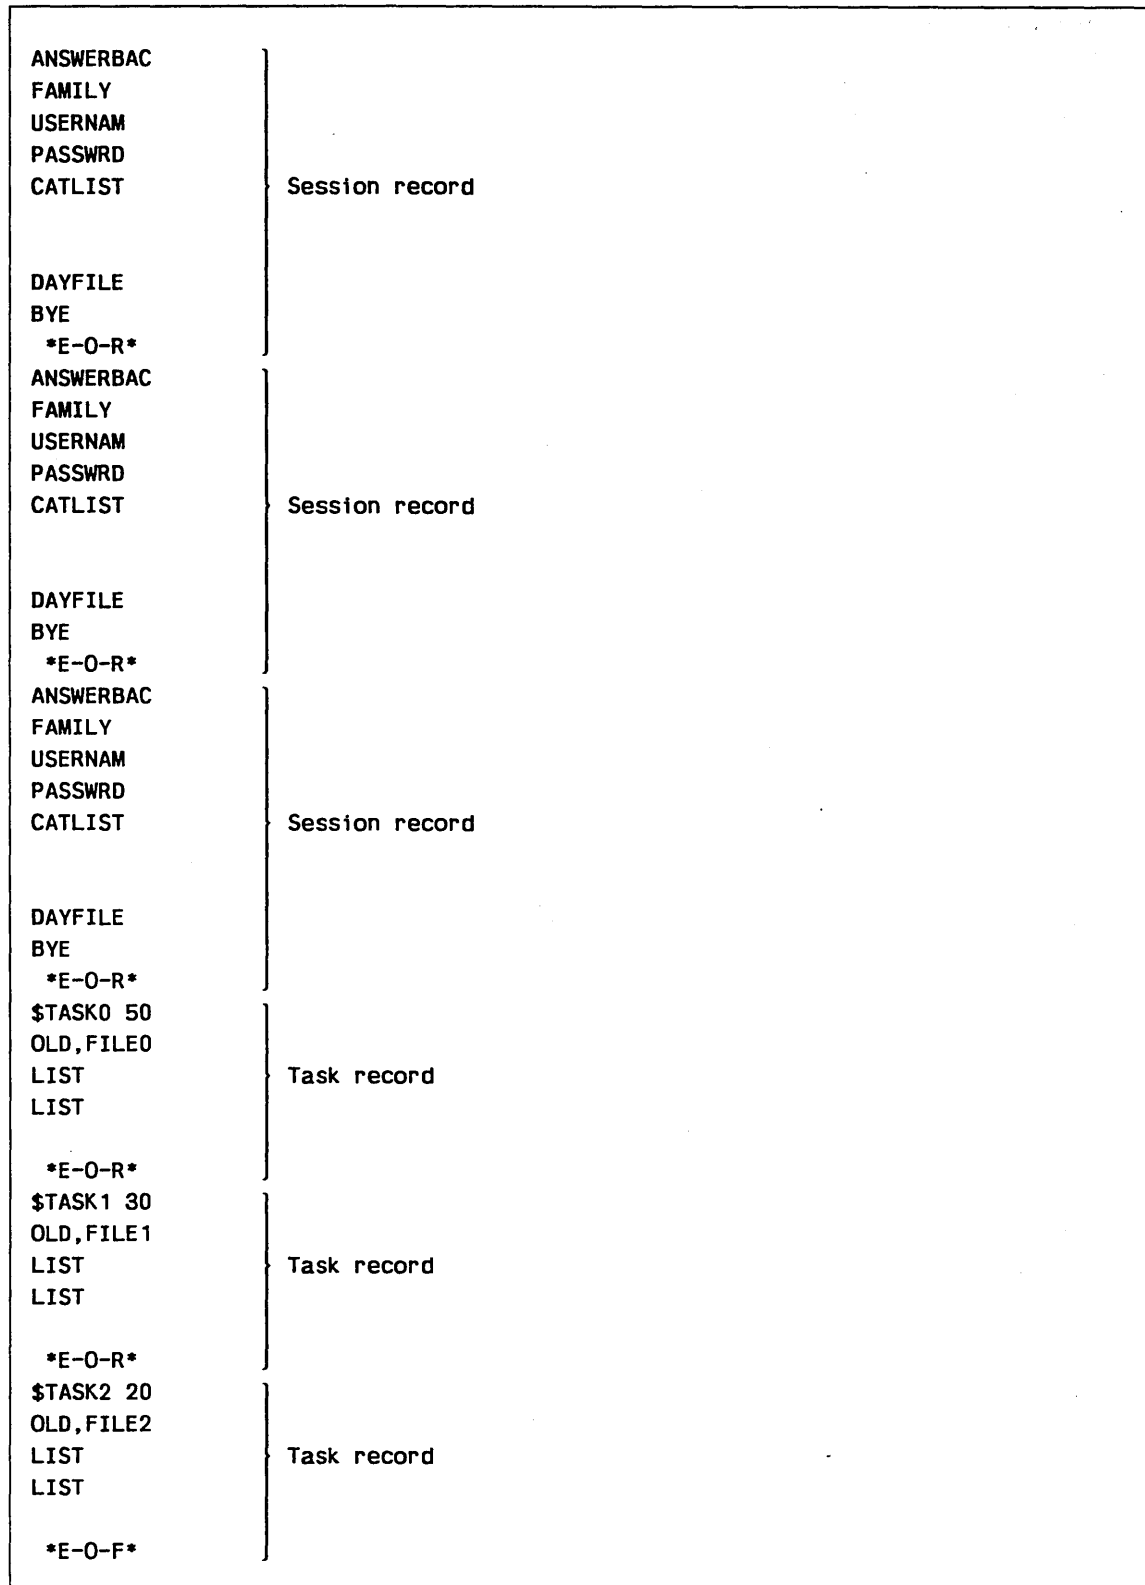 ANSWERBAC
FAMILY
USERNAM
PASSWRD
CATLIST Session record
DAYFILE
BYE
*E-O-R*
ANSWERBAC
FAMILY
USERNAM
PASSWRD
CATLIST Session record
DAYFILE
BYE
*E-O-R*
ANSWERBAC
FAMILY
USERNAM
PASSWRD
CATLIST Session record
DAYFILE
BYE
*E-O-R*
$TASK0 50
OLD,FILE0
LIST Task record
LIST
*E-O-R*
$TASK1 30
OLD,FILE1
LIST Task record
LIST
*E-O-R*
$TASK2 20
OLD,FILE2
LIST Task record
LIST
*E-O-F*